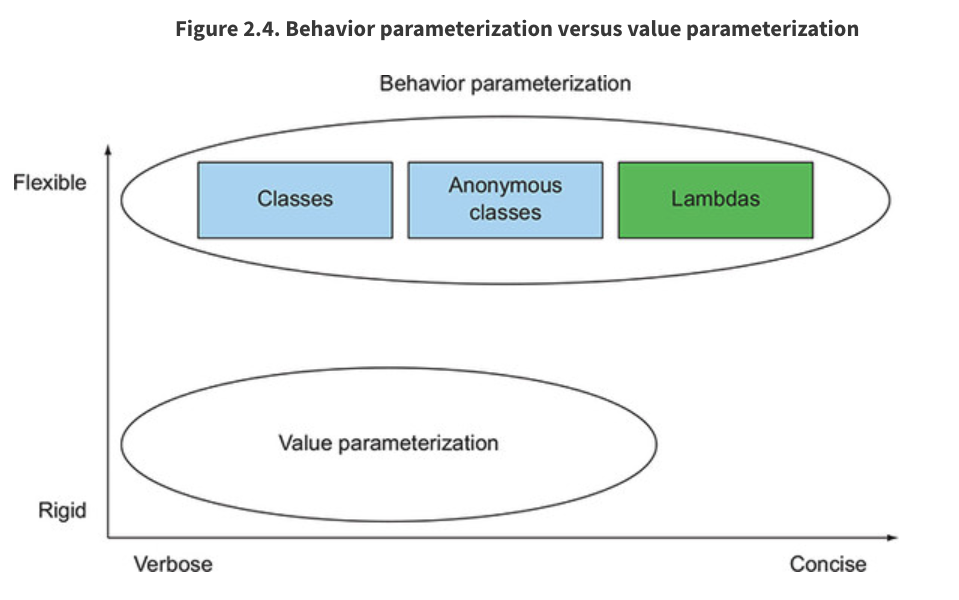 Figure 2.4. Behavior parameterization versus value parameterization
Behavior parameterization
Flexible
Classes
Anonymous
classes
Lambdas
Value parameterization
Rigid
Verbose
Concise